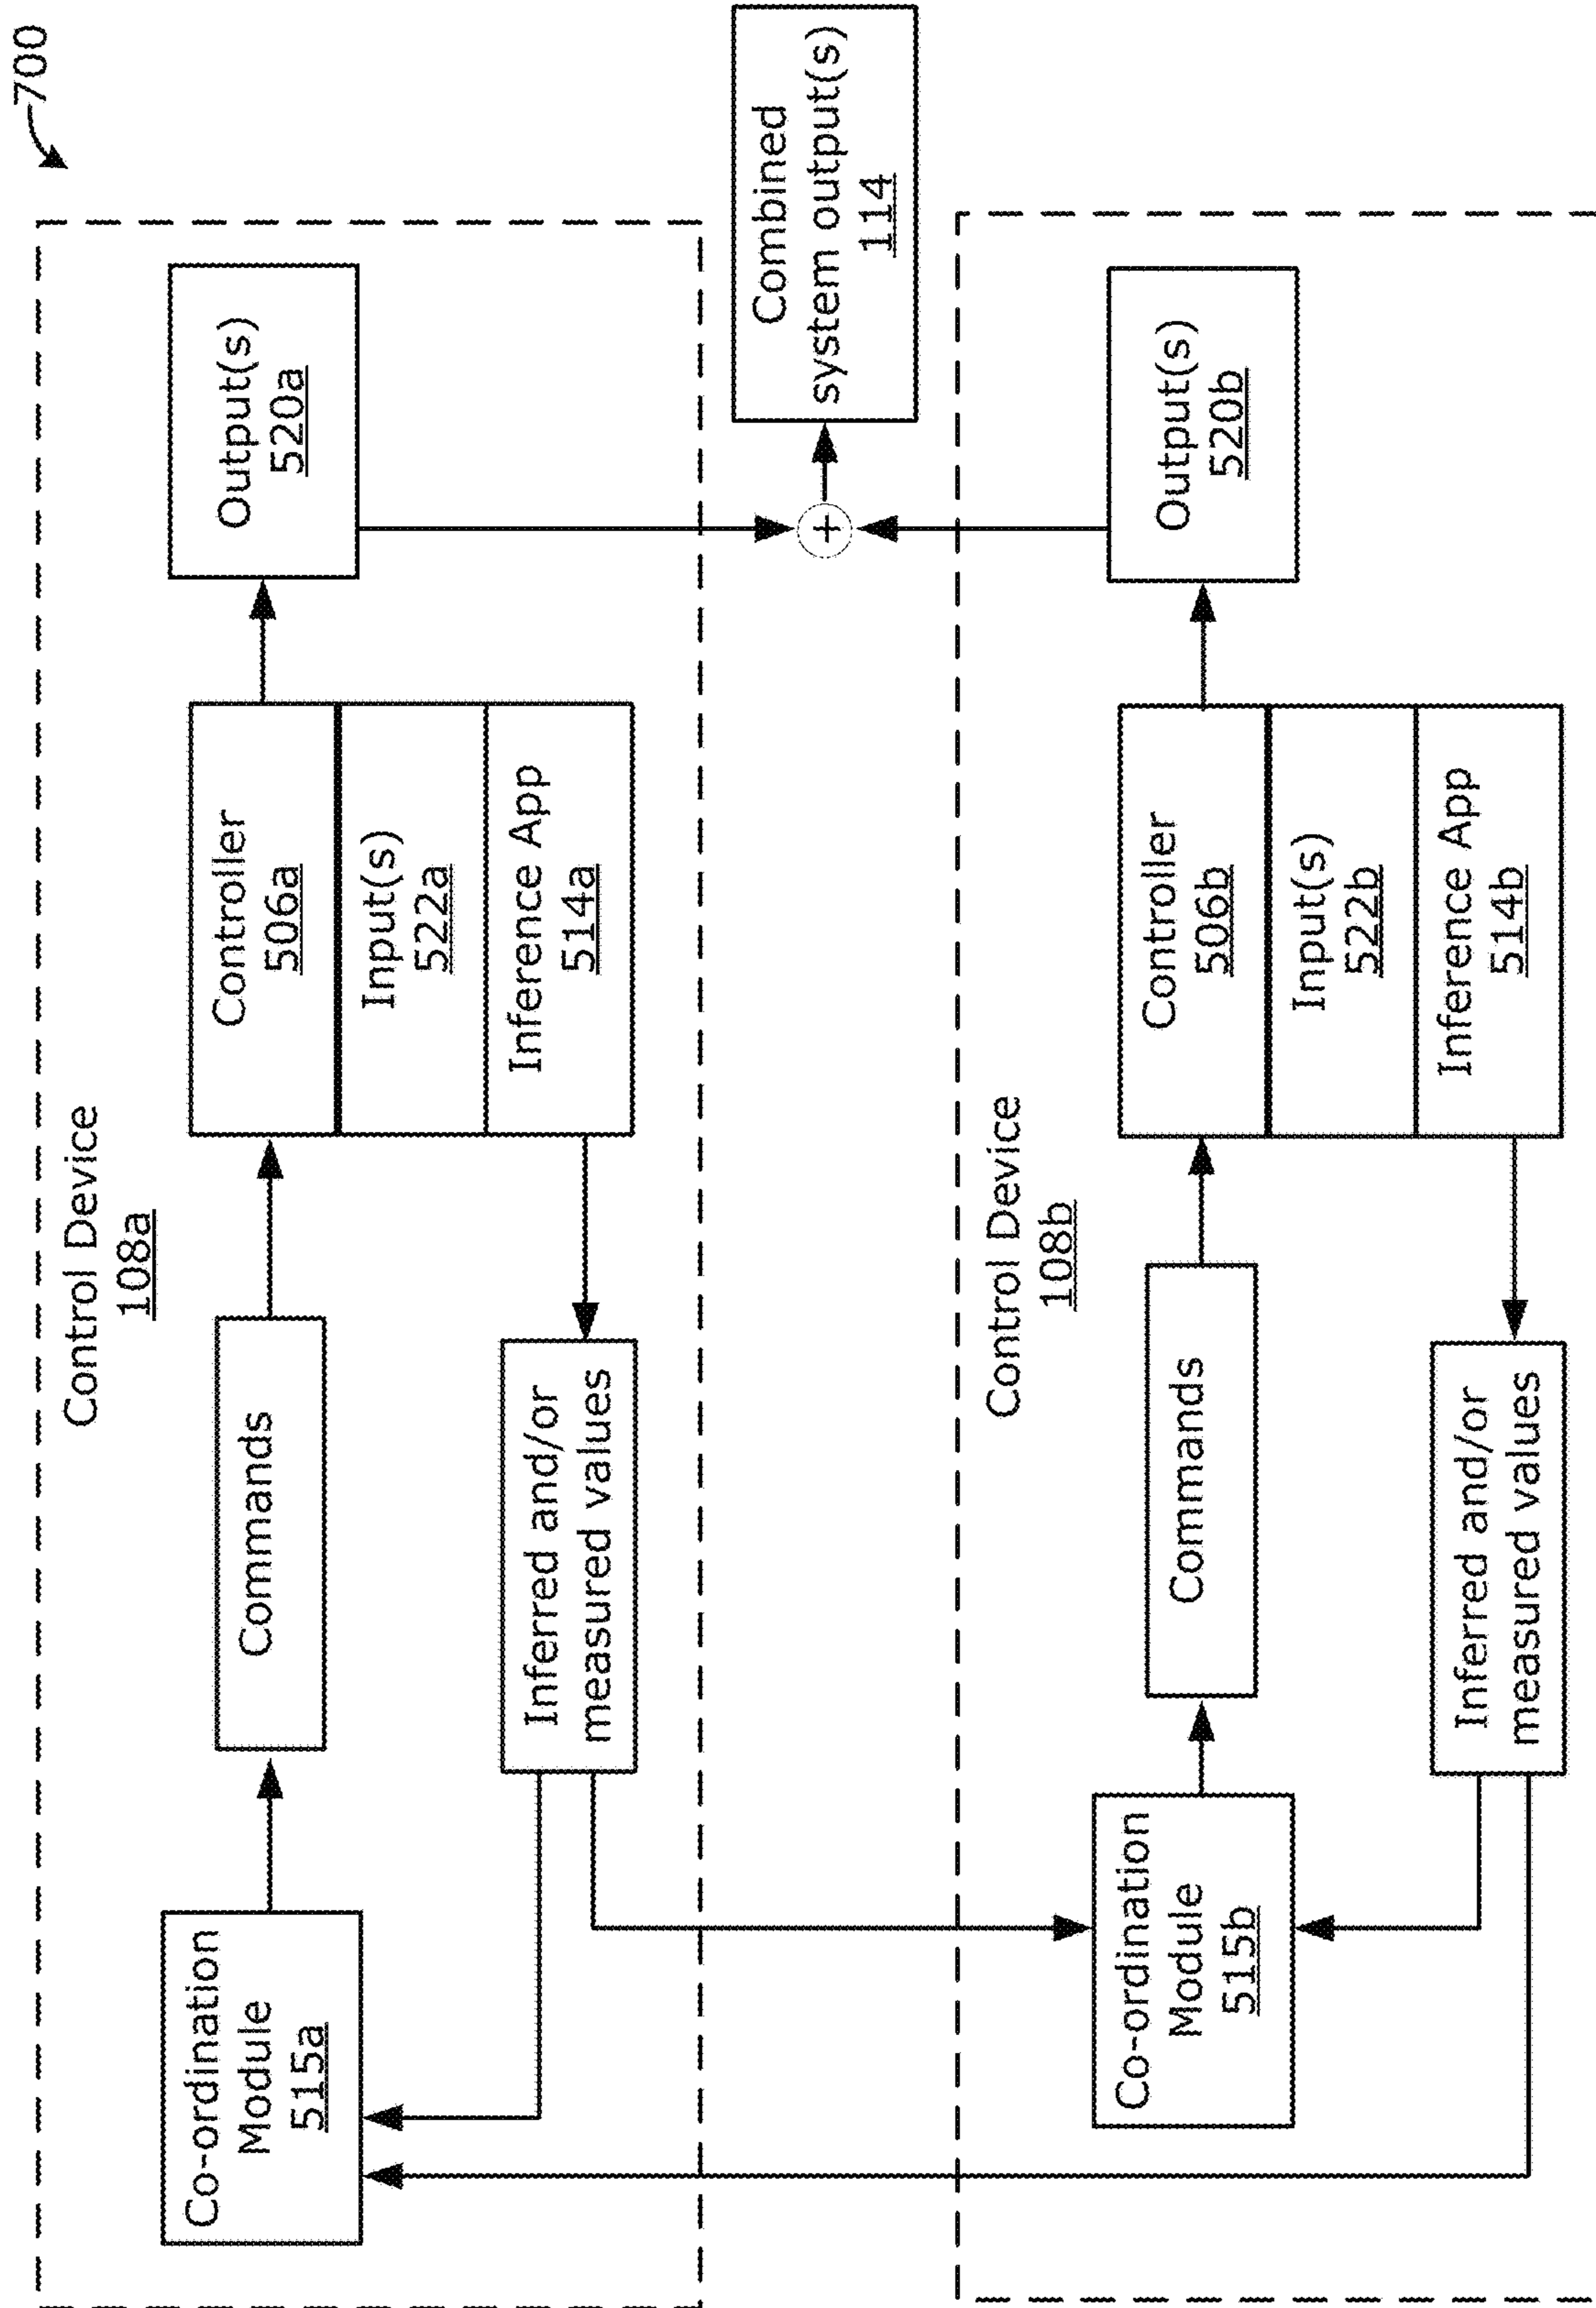 700
Control Device
108a
Co-ordination
Module
515a
Commands
Controller
506a
Input(s)
522a
Inference App
514a
Output(s)
520a
Inferred and/or
measured values
Combined
system output(s)
114
+
Control Device
108b
Co-ordination
Module
515b
Commands
Controller
506b
Input(s)
522b
Inference App
514b
Output(s)
520b
Inferred and/or
measured values